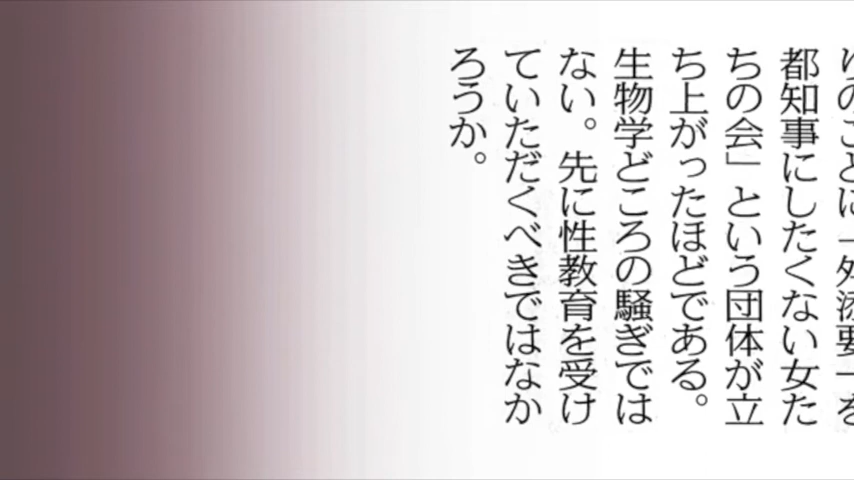 都知事にしたくない女た
ちの会」という団体が立
ち上がったほどである。
生物学どころの騒ぎでは
ない。先に性教育を受け
ていただくべきではなか
ろうか。